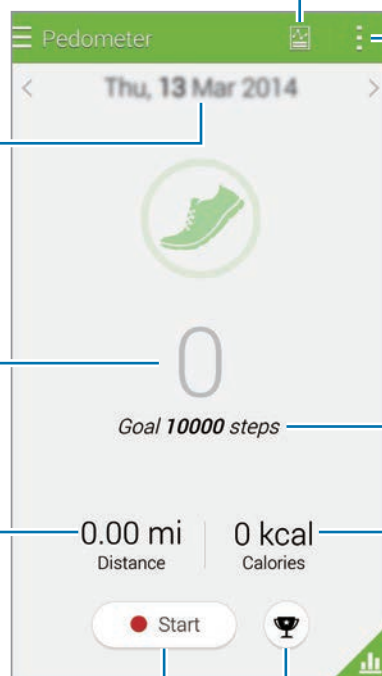 Pedometer
Thu, 13 Mar 2014
0
Goal 10000 steps
0.00 mi 0 kcal
Distance Calories
Start